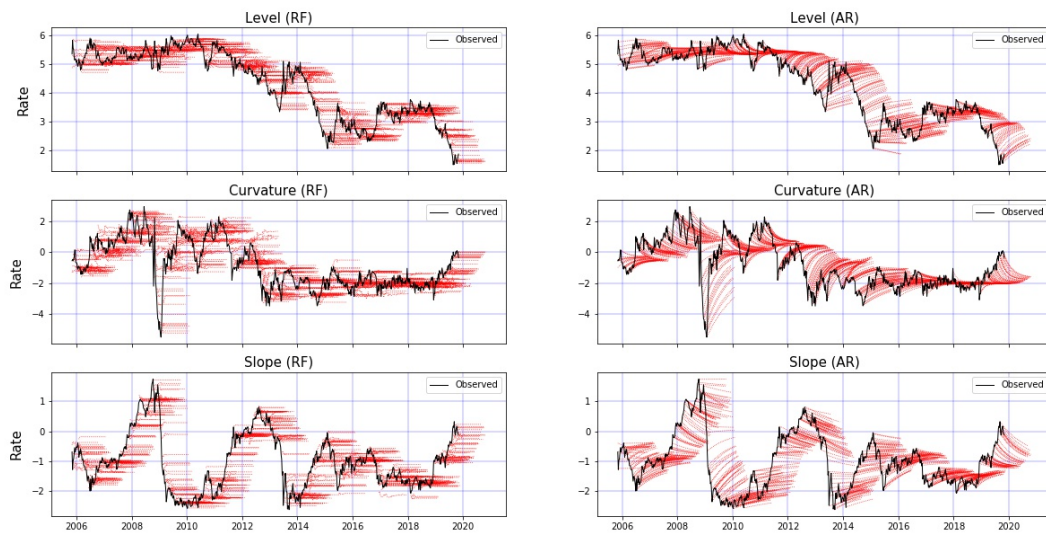 Level (RF)
Level (AR)
Observed
Observed
6
5
4
3
2
6
5
4
3
2
Rate
Curvature (RF)
Curvature (AR)
Observed
Observed
2
0
−2
−4
2
0
−2
−4
Rate
Slope (RF)
Slope (AR)
Observed
Observed
1
0
−1
−2
1
0
−1
−2
Rate
2006 2008 2010 2012 2014 2016 2018 2020
2006 2008 2010 2012 2014 2016 2018 2020